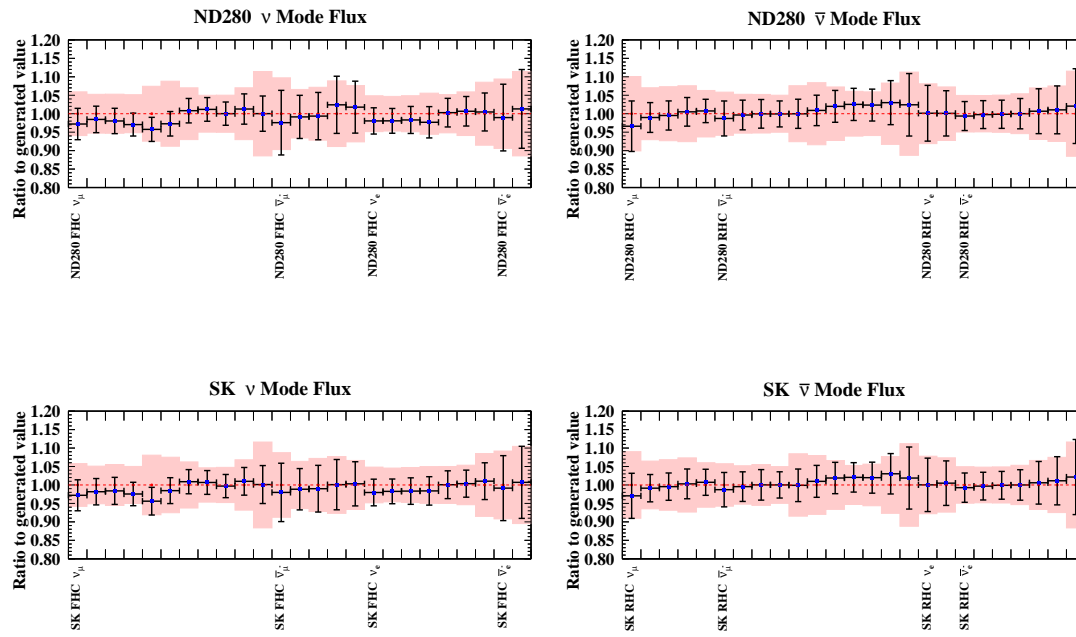 ND280 ν Mode Flux
Ratio to generated value
1.20
1.15
1.10
1.05
1.00
0.95
0.90
0.85
0.80
ND280 FHC ν_μ
ND280 FHC ν̅_μ
ND280 FHC ν_e
ND280 FHC ν̅_e
ND280 ν̅ Mode Flux
Ratio to generated value
1.20
1.15
1.10
1.05
1.00
0.95
0.90
0.85
0.80
ND280 RHC ν_μ
ND280 RHC ν̅_μ
ND280 RHC ν_e
ND280 RHC ν̅_e
SK ν Mode Flux
Ratio to generated value
1.20
1.15
1.10
1.05
1.00
0.95
0.90
0.85
0.80
SK FHC ν_μ
SK FHC ν̅_μ
SK FHC ν_e
SK FHC ν̅_e
SK ν̅ Mode Flux
Ratio to generated value
1.20
1.15
1.10
1.05
1.00
0.95
0.90
0.85
0.80
SK RHC ν_μ
SK RHC ν̅_μ
SK RHC ν_e
SK RHC ν̅_e